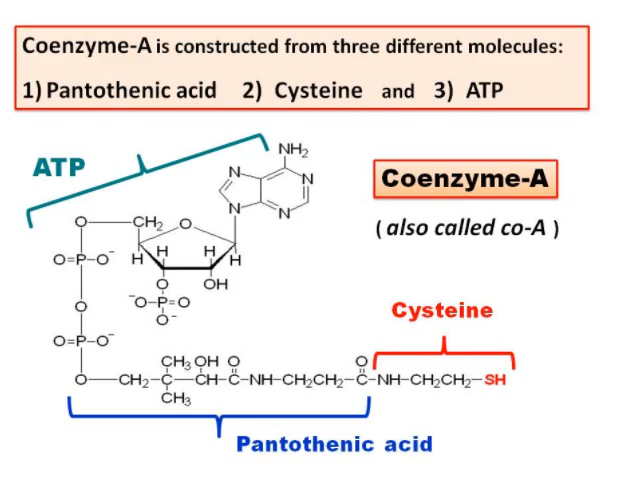 Coenzyme-A is constructed from three different molecules:
1) Pantothenic acid 2) Cysteine and 3) ATP
ATP
NH₂
N
N
N
N
Coenzyme-A
(also called co-A)
O
CH₂
O
O=P–O⁻
H
H
H
H
O
OH
⁻O–P=O
O⁻
O
Cysteine
O=P–O⁻
CH₃ OH O
O
O–CH₂–C–CH–C–NH–CH₂CH₂–C–NH–CH₂CH₂–SH
CH₃
Pantothenic acid